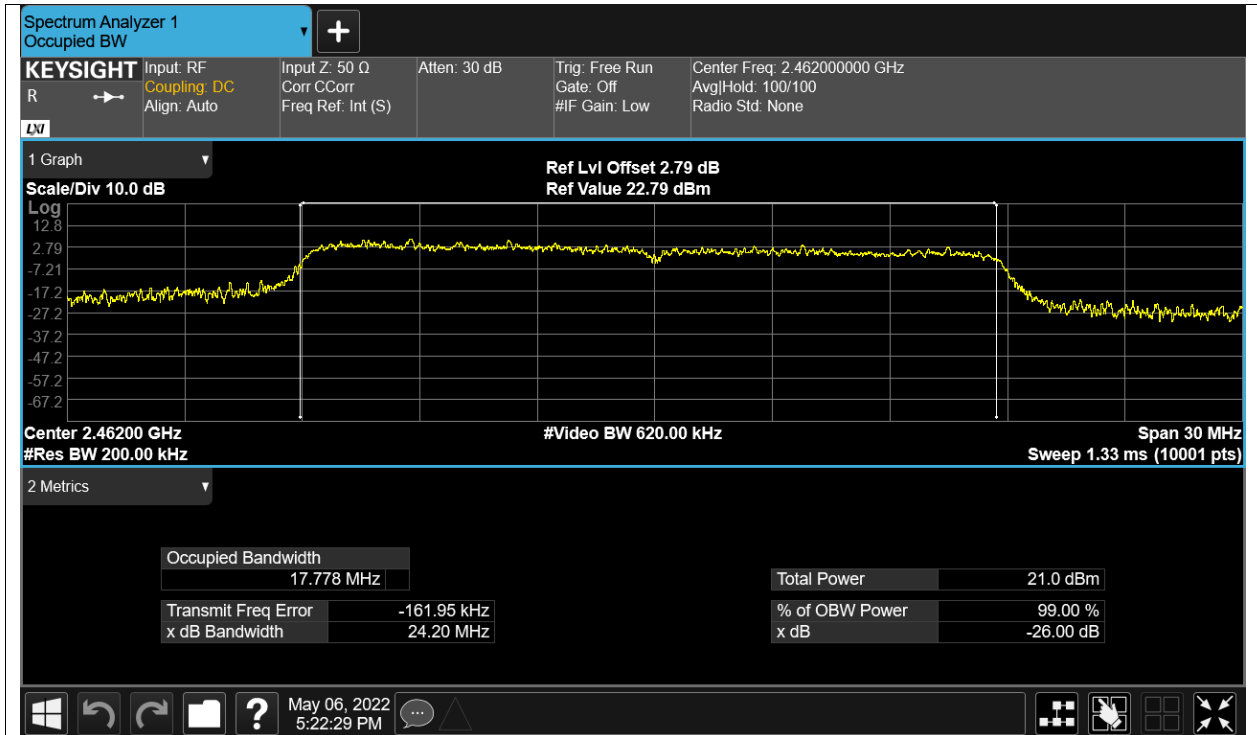 Spectrum Analyzer 1
Occupied BW
KEYSIGHT
R
LXI
Input: RF
Coupling: DC
Align: Auto
Input Z: 50 Ω
Corr CCorr
Freq Ref: Int (S)
Atten: 30 dB
Trig: Free Run
Gate: Off
#IF Gain: Low
Center Freq: 2.462000000 GHz
Avg|Hold: 100/100
Radio Std: None
1 Graph
Scale/Div 10.0 dB
Ref Lvl Offset 2.79 dB
Ref Value 22.79 dBm
Log
12.8
2.79
-7.21
-17.2
-27.2
-37.2
-47.2
-57.2
-67.2
Center 2.46200 GHz
#Res BW 200.00 kHz
#Video BW 620.00 kHz
Span 30 MHz
Sweep 1.33 ms (10001 pts)
2 Metrics
Occupied Bandwidth
17.778 MHz
Transmit Freq Error -161.95 kHz
x dB Bandwidth 24.20 MHz
Total Power 21.0 dBm
% of OBW Power 99.00 %
x dB -26.00 dB
?
May 06, 2022
5:22:29 PM